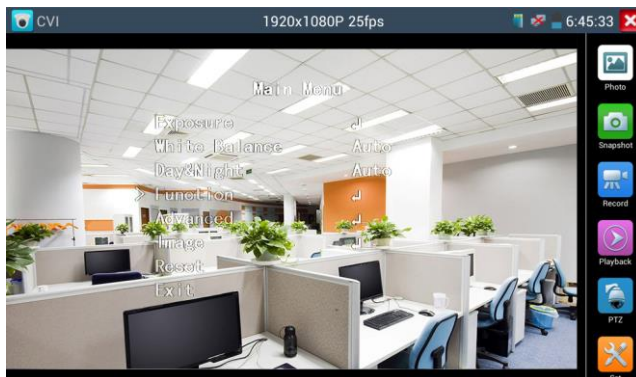 CVI 1920x1080P 25fps 6:45:33
Main Menu
Exposure
White Balance Auto
Day&Night Auto
> Function
Advanced
Image
Reset
Exit
Photo
Snapshot
Record
Playback
PTZ
Set